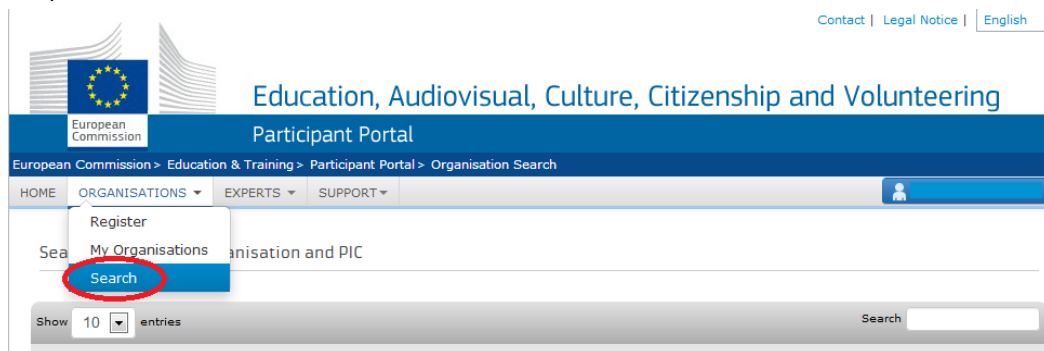 Contact | Legal Notice | English
Education, Audiovisual, Culture, Citizenship and Volunteering
European
Commission
Participant Portal
European Commission > Education & Training > Participant Portal > Organisation Search
HOME ORGANISATIONS EXPERTS SUPPORT
Register
My Organisations
Search
Sea anisation and PIC
Show 10 entries Search